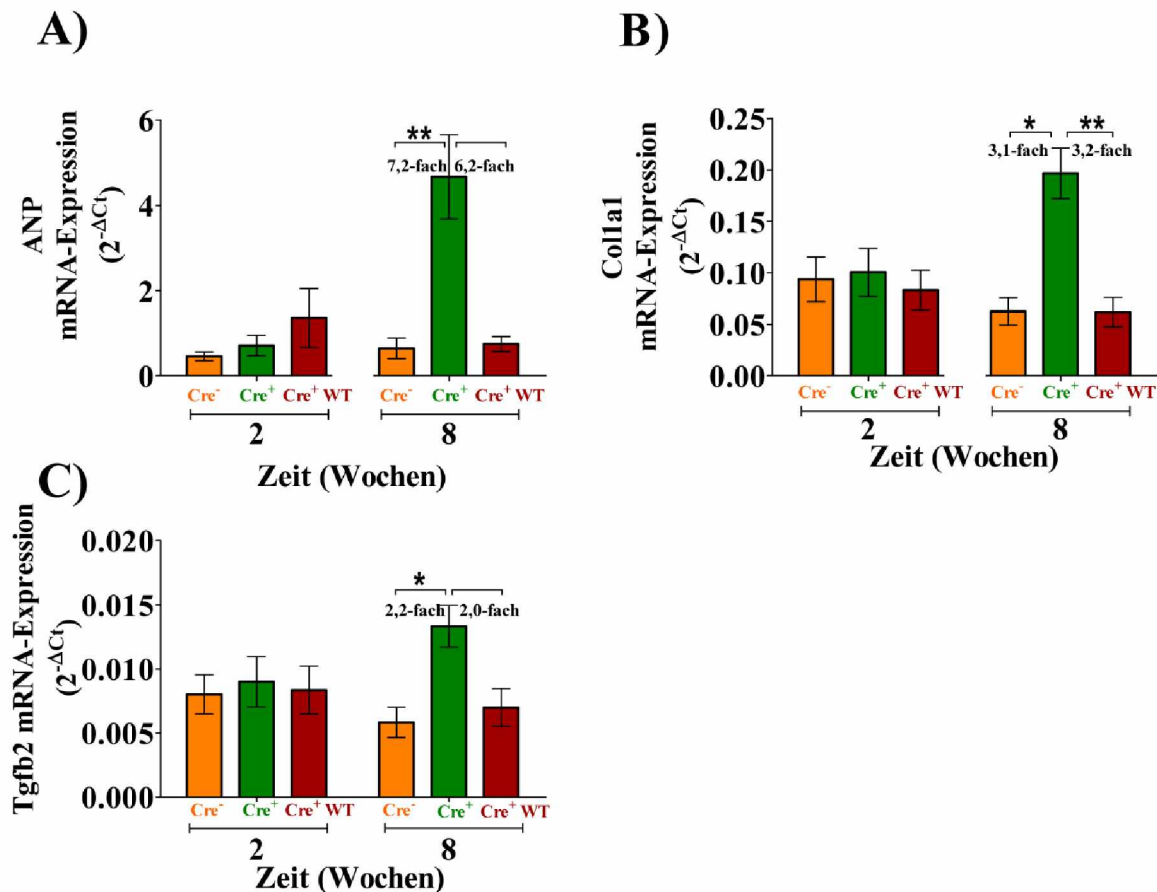 A)
ANP
mRNA-Expression
(2^-ΔCt)
6
4
2
0
**
7,2-fach 6,2-fach
Cre^- Cre^+ Cre^+ WT Cre^- Cre^+ Cre^+ WT
2 8
Zeit (Wochen)
B)
Col1a1
mRNA-Expression
(2^-ΔCt)
0.25
0.20
0.15
0.10
0.05
0.00
* **
3,1-fach 3,2-fach
Cre^- Cre^+ Cre^+ WT Cre^- Cre^+ Cre^+ WT
2 8
Zeit (Wochen)
C)
Tgfb2 mRNA-Expression
(2^-ΔCt)
0.020
0.015
0.010
0.005
0.000
*
2,2-fach 2,0-fach
Cre^- Cre^+ Cre^+ WT Cre^- Cre^+ Cre^+ WT
2 8
Zeit (Wochen)